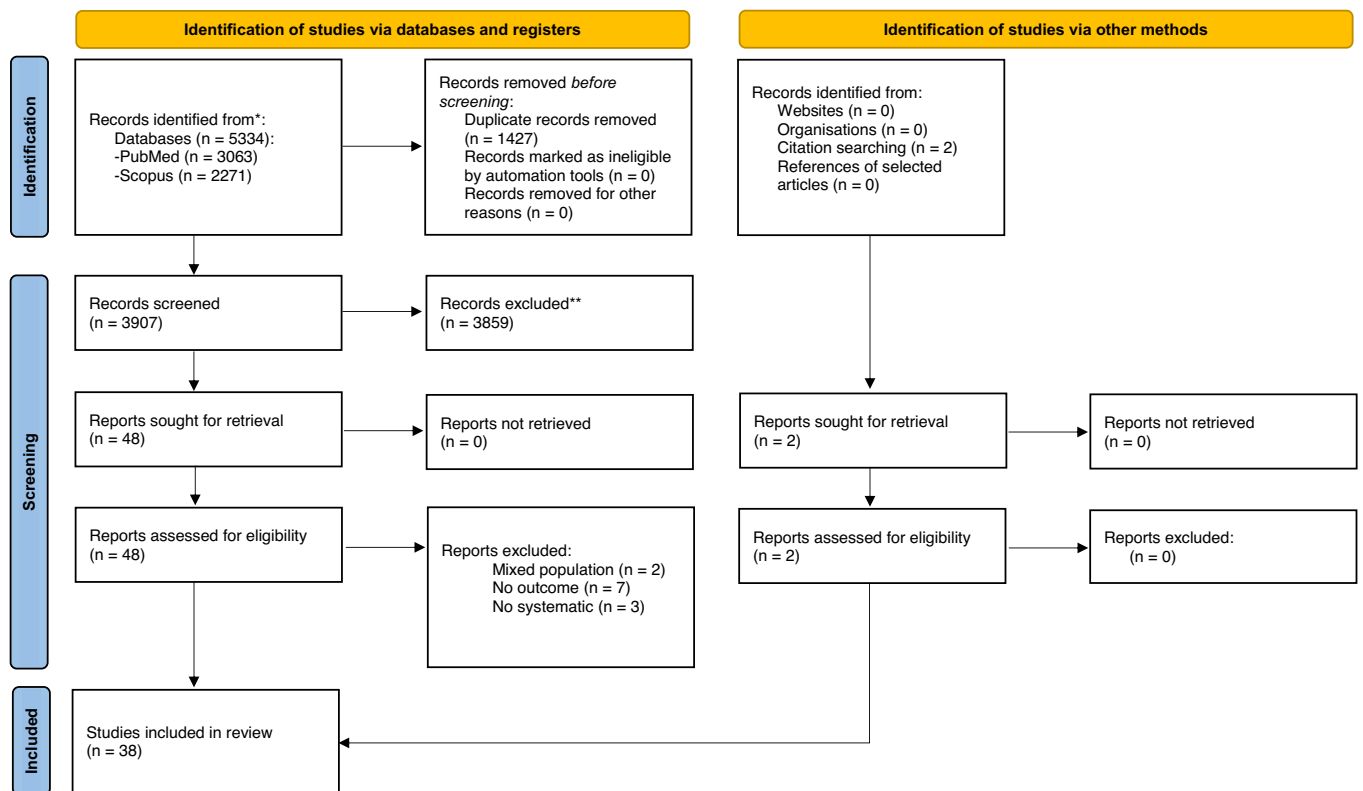 Identification of studies via databases and registers
Identification of studies via other methods
Identification
Records identified from*:
Databases (n = 5334):
-PubMed (n = 3063)
-Scopus (n = 2271)
Records removed before
screening:
Duplicate records removed
(n = 1427)
Records marked as ineligible
by automation tools (n = 0)
Records removed for other
reasons (n = 0)
Records identified from:
Websites (n = 0)
Organisations (n = 0)
Citation searching (n = 2)
References of selected
articles (n = 0)
Screening
Records screened
(n = 3907)
Records excluded**
(n = 3859)
Reports sought for retrieval
(n = 48)
Reports not retrieved
(n = 0)
Reports sought for retrieval
(n = 2)
Reports not retrieved
(n = 0)
Reports assessed for eligibility
(n = 48)
Reports excluded:
Mixed population (n = 2)
No outcome (n = 7)
No systematic (n = 3)
Reports assessed for eligibility
(n = 2)
Reports excluded:
(n = 0)
Included
Studies included in review
(n = 38)